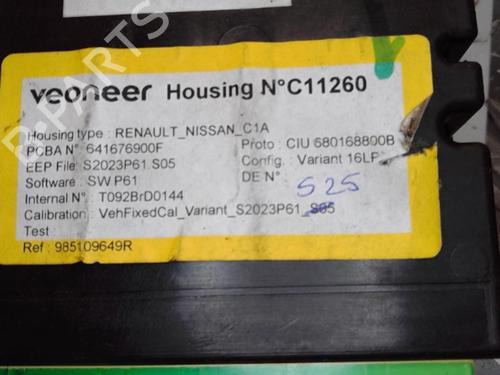 veoneer Housing N°C11260
Housing type : RENAULT_NISSAN_C1A
PCBA N° : 641676900F Proto : CIU 680168800B
EEP File: S2023P61 S05 Config. : Variant 16LP
Software : SW P61 DE N° :
S25
Internal N° : T092BrD0144
Calibration : VehFixedCal_Variant_S2023P61_S05
Test
Ref : 985109649R
B-PARTS